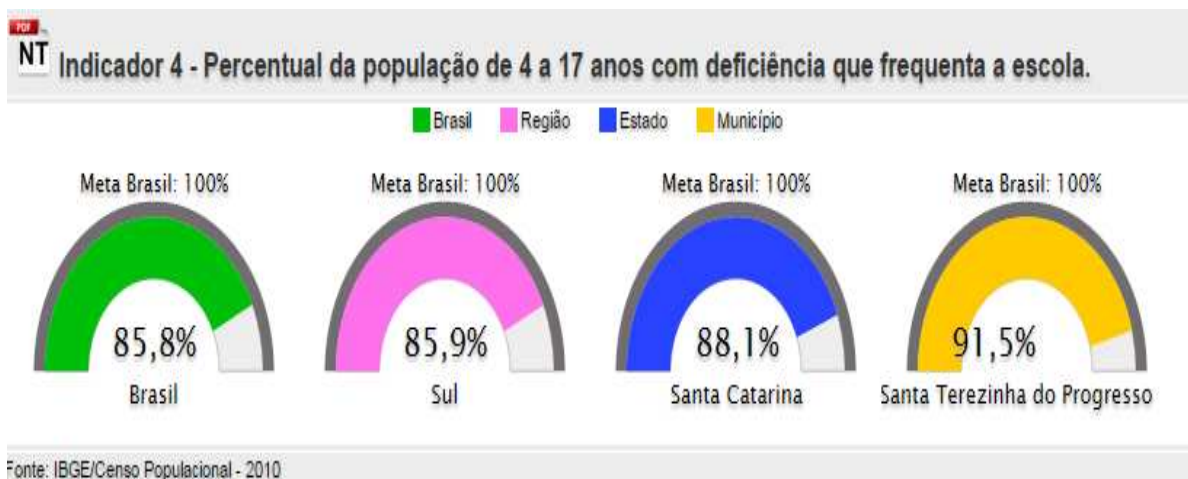 PDF
NT
Indicador 4 - Percentual da população de 4 a 17 anos com deficiência que frequenta a escola.
Brasil Região Estado Município
Meta Brasil: 100% Meta Brasil: 100% Meta Brasil: 100% Meta Brasil: 100%
85,8% 85,9% 88,1% 91,5%
Brasil Sul Santa Catarina Santa Terezinha do Progresso
Fonte: IBGE/Censo Populacional - 2010